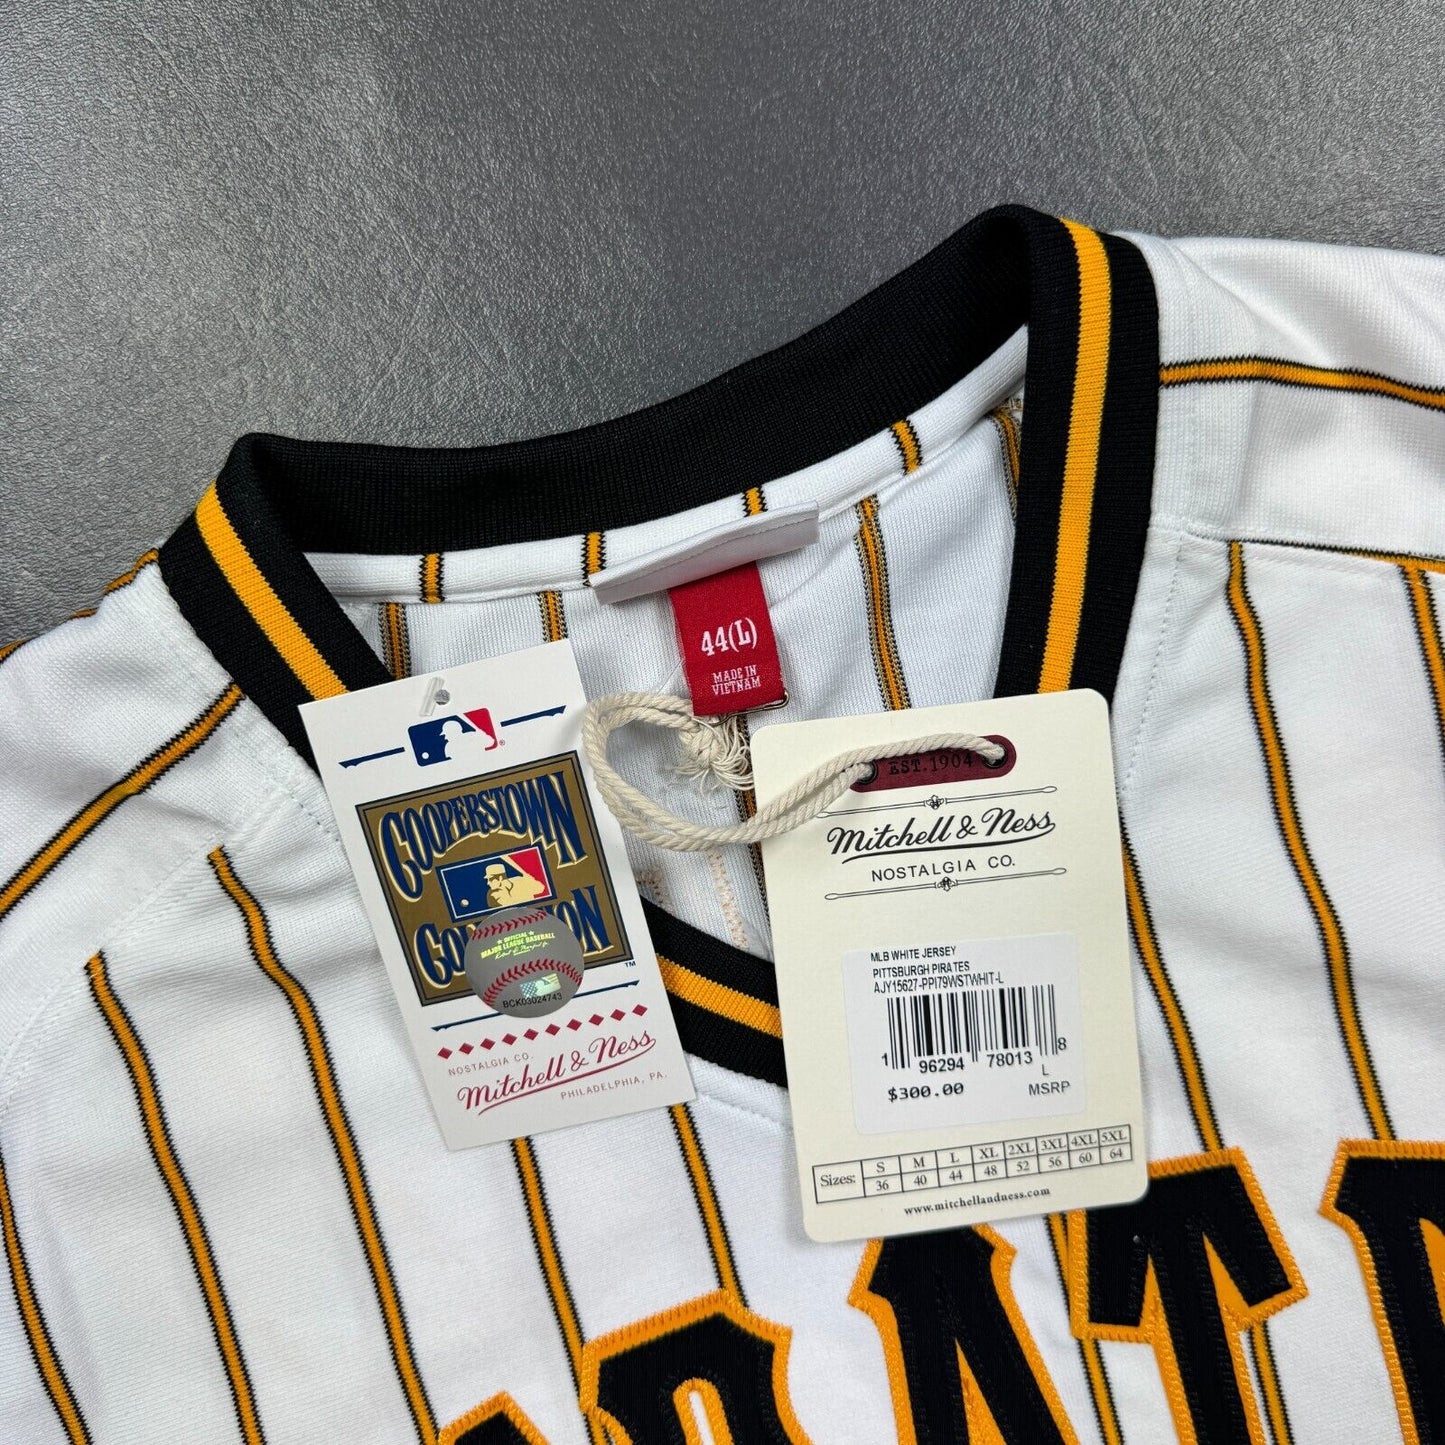 44(L)
MADE IN
VIETNAM
COOPERSTOWN
OFFICIAL
MAJOR LEAGUE BASEBALL
BCK03024743
TM
NOSTALGIA CO.
Mitchell & Ness
PHILADELPHIA, PA.
EST.1904
Mitchell & Ness
NOSTALGIA CO.
MLB WHITE JERSEY
PITTSBURGH PIRATES
AJY15627-PPI79WSTWHIT-L
1 96294 78013 8
L
$300.00 MSRP
Sizes: S M L XL 2XL 3XL 4XL 5XL
36 40 44 48 52 56 60 64
www.mitchellandness.com